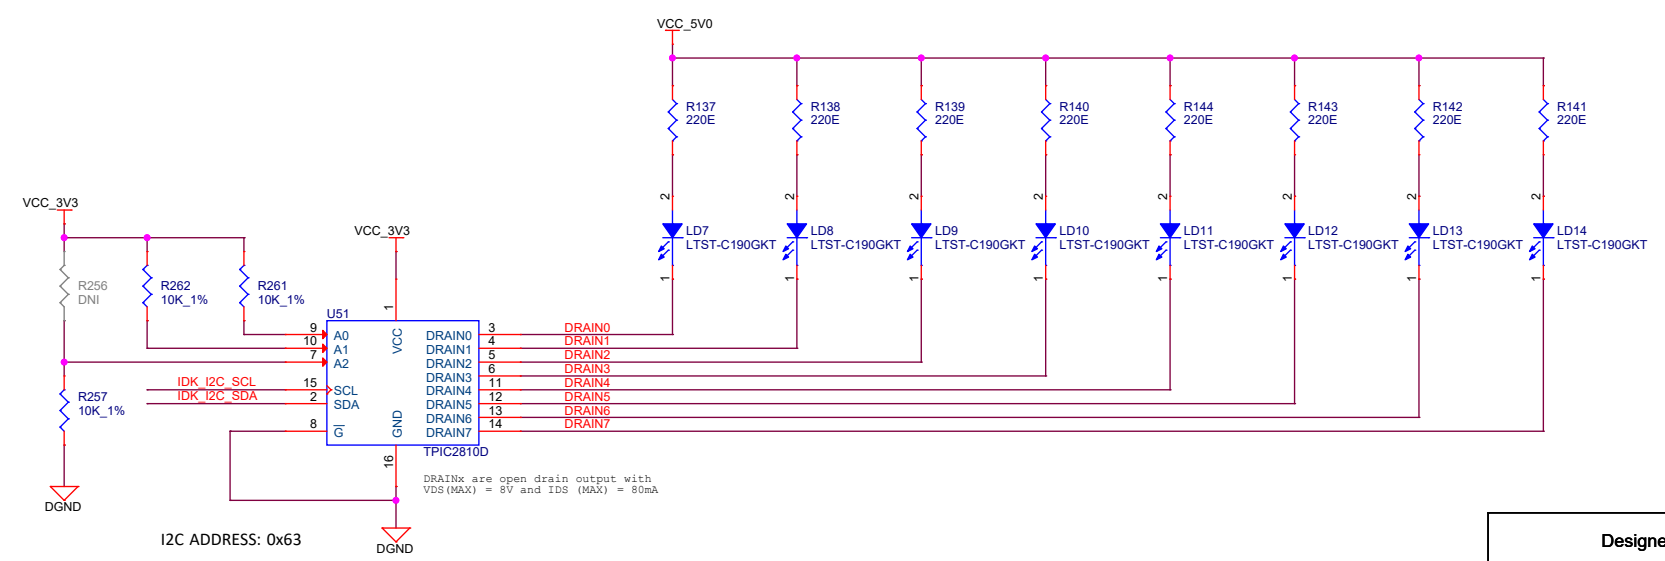 VCC_5V0
R137
220E
R138
220E
R139
220E
R140
220E
R144
220E
R143
220E
R142
220E
R141
220E
2
2
2
2
2
2
2
2
LD7
LTST-C190GKT
LD8
LTST-C190GKT
LD9
LTST-C190GKT
LD10
LTST-C190GKT
LD11
LTST-C190GKT
LD12
LTST-C190GKT
LD13
LTST-C190GKT
LD14
LTST-C190GKT
1
1
1
1
1
1
1
1
VCC_3V3
VCC_3V3
R256
DNI
R262
10K_1%
R261
10K_1%
R257
10K_1%
DGND
U51
1
VCC
9 A0
10 A1
7 A2
IDK_I2C_SCL 15 SCL
IDK_I2C_SDA 2 SDA
8 G
GND
16
DRAIN0 3 DRAIN0
DRAIN1 4 DRAIN1
DRAIN2 5 DRAIN2
DRAIN3 6 DRAIN3
DRAIN4 11 DRAIN4
DRAIN5 12 DRAIN5
DRAIN6 13 DRAIN6
DRAIN7 14 DRAIN7
TPIC2810D
DRAINx are open drain output with
VDS(MAX) = 8V and IDS (MAX) = 80mA
DGND
I2C ADDRESS: 0x63
Designe